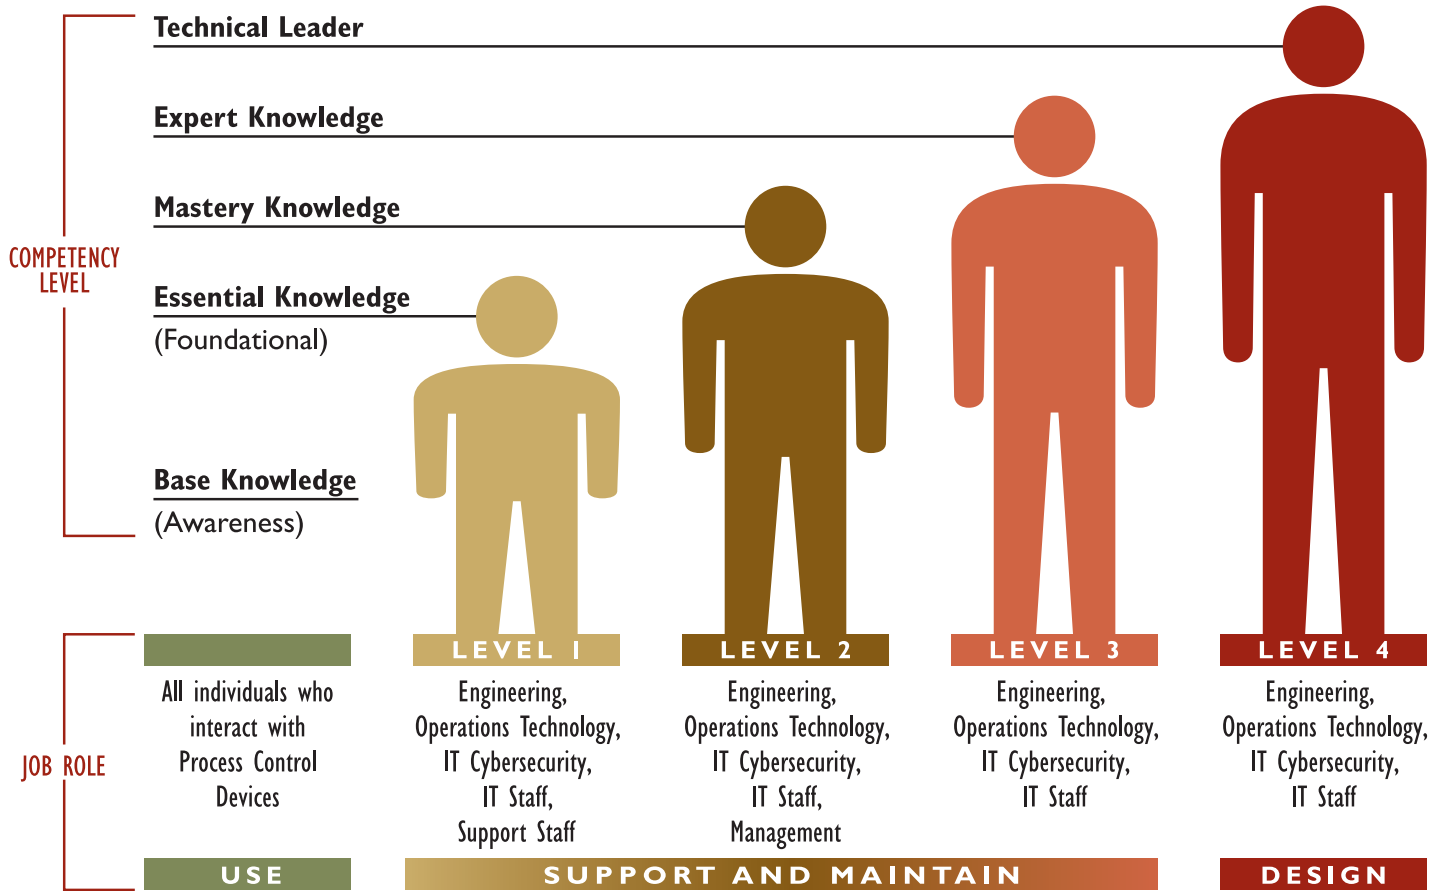 Technical Leader
Expert Knowledge
Mastery Knowledge
COMPETENCY
LEVEL
Essential Knowledge
(Foundational)
Base Knowledge
(Awareness)
JOB ROLE
All individuals who
interact with
Process Control
Devices
USE
LEVEL 1
Engineering,
Operations Technology,
IT Cybersecurity,
IT Staff,
Support Staff
LEVEL 2
Engineering,
Operations Technology,
IT Cybersecurity,
IT Staff,
Management
LEVEL 3
Engineering,
Operations Technology,
IT Cybersecurity,
IT Staff
SUPPORT AND MAINTAIN
LEVEL 4
Engineering,
Operations Technology,
IT Cybersecurity,
IT Staff
DESIGN